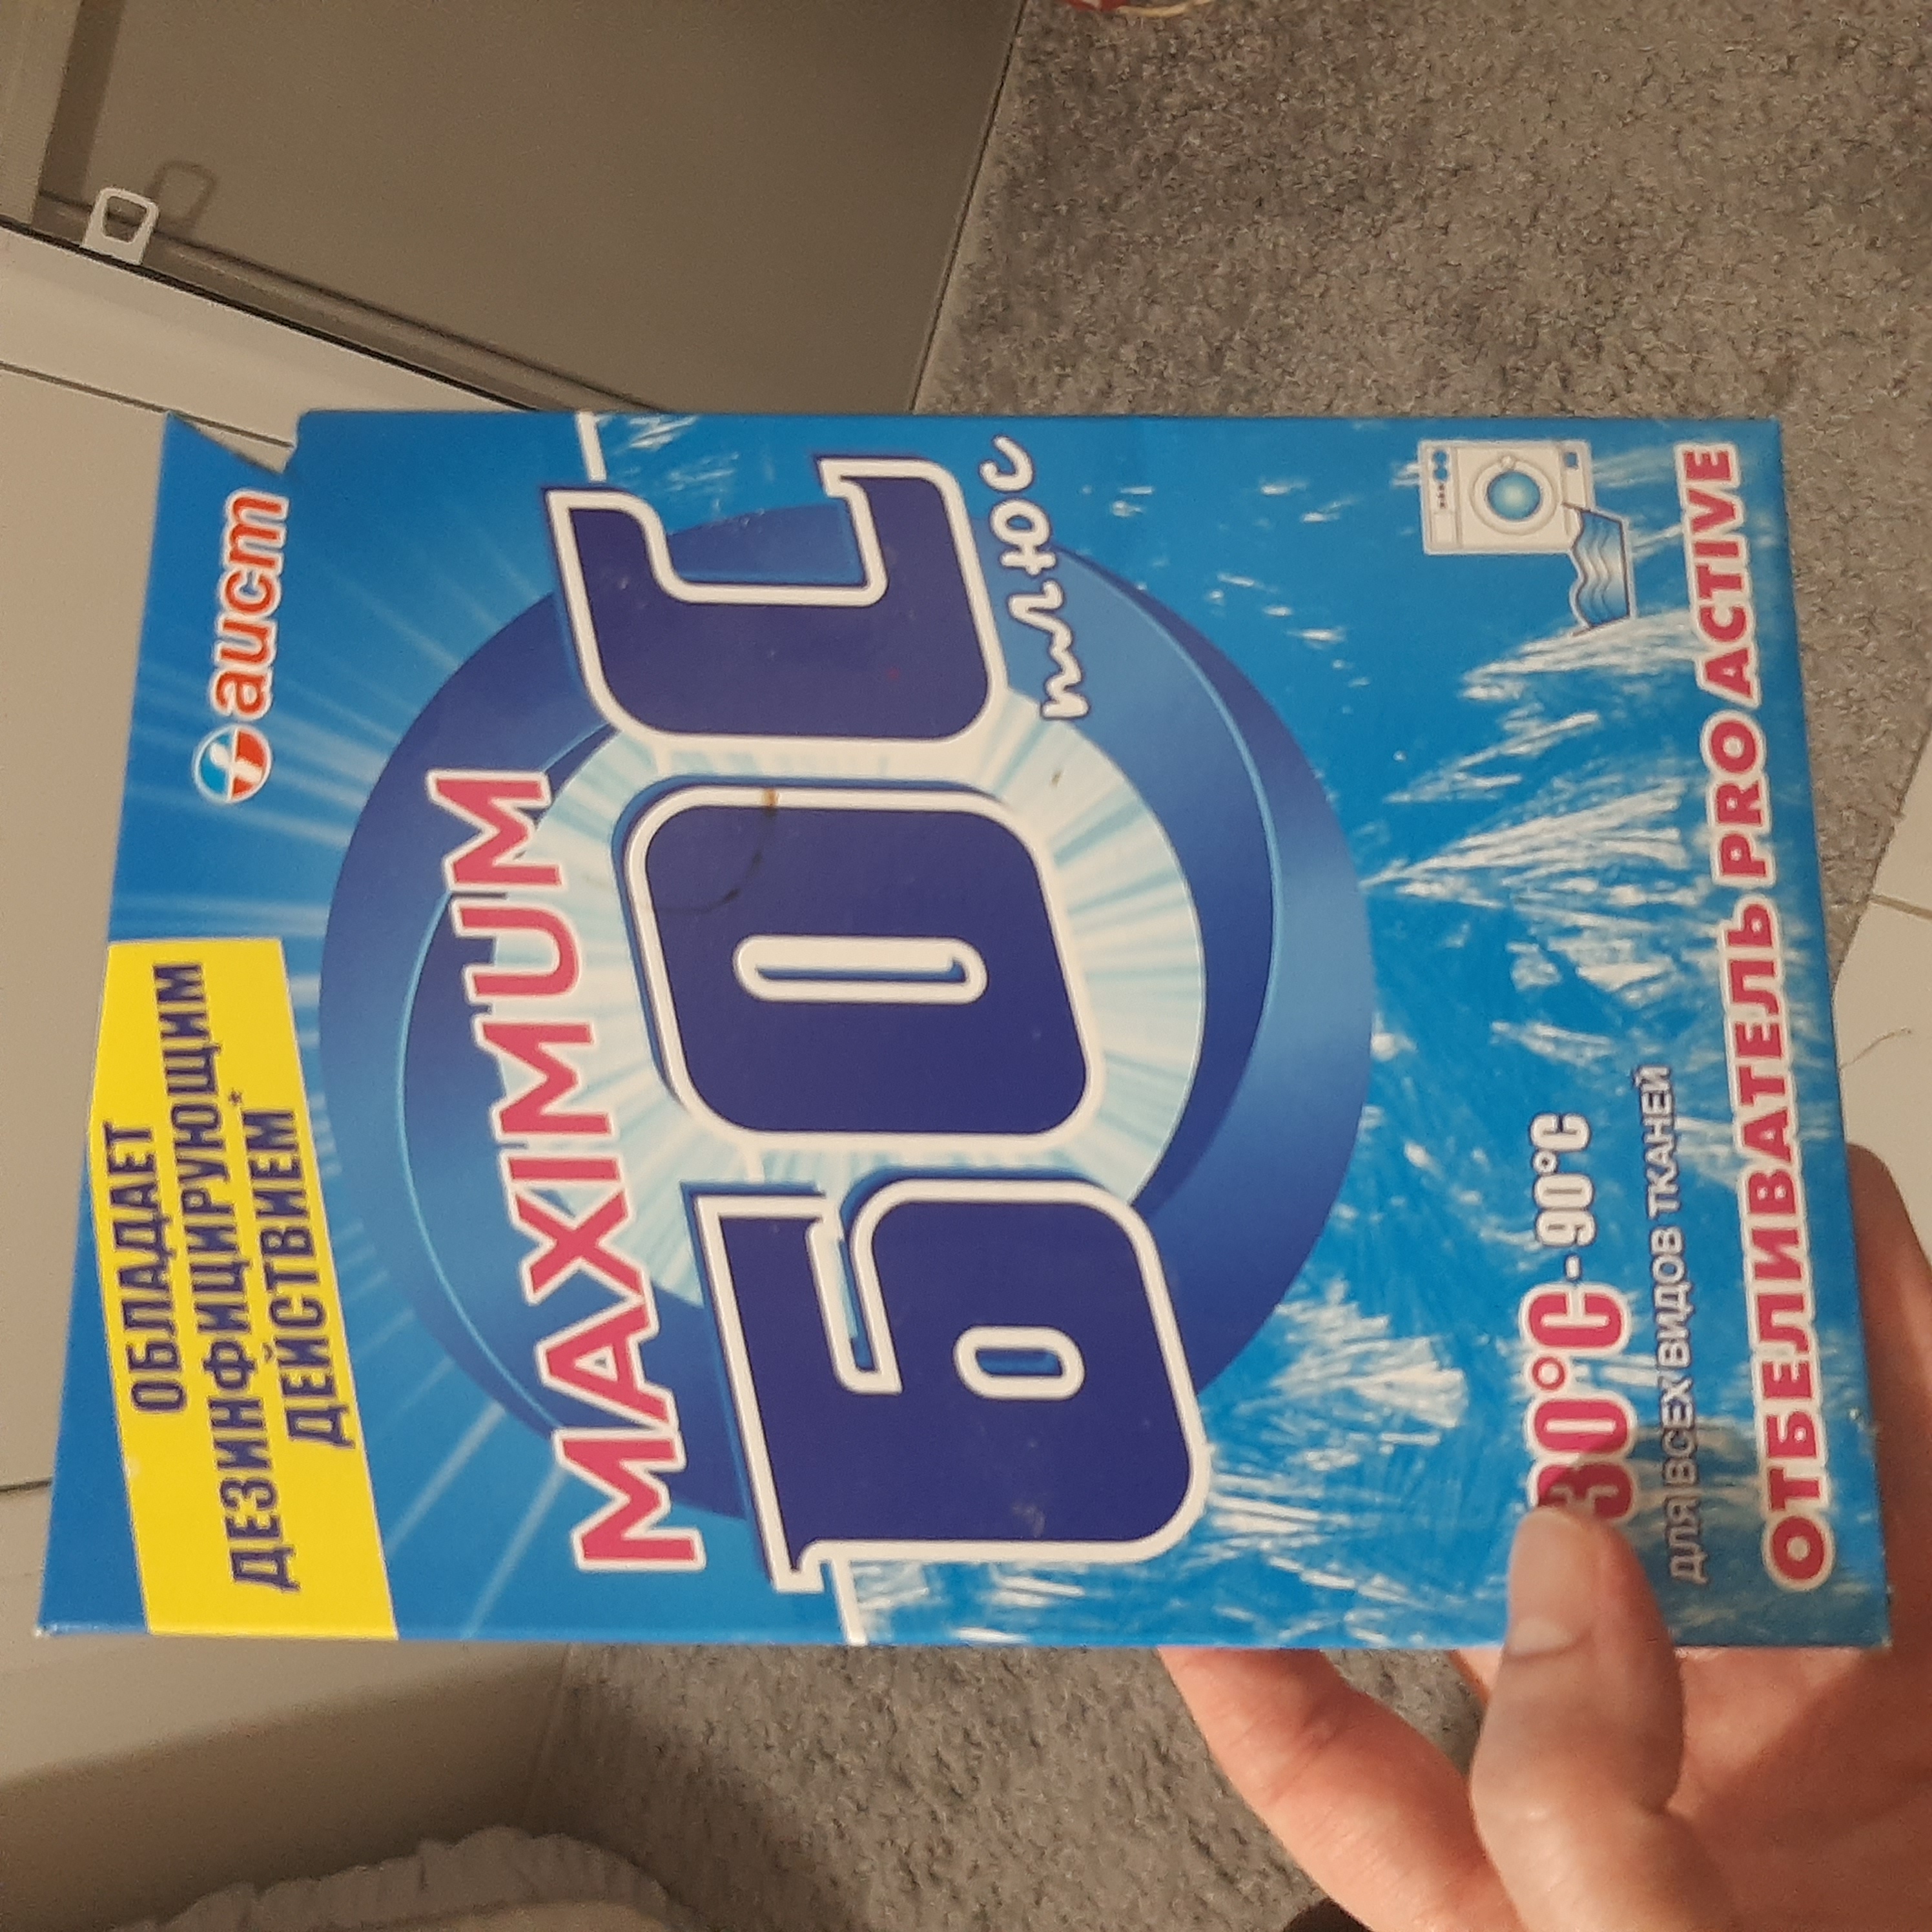 аист
ОБЛАДАЕТ
ДЕЗИНФИЦИРУЮЩИМ
ДЕЙСТВИЕМ*
MAXIMUM
БОС
плюс
30°C - 90°C
ДЛЯ ВСЕХ ВИДОВ ТКАНЕЙ
ОТБЕЛИВАТЕЛЬ PRO ACTIVE